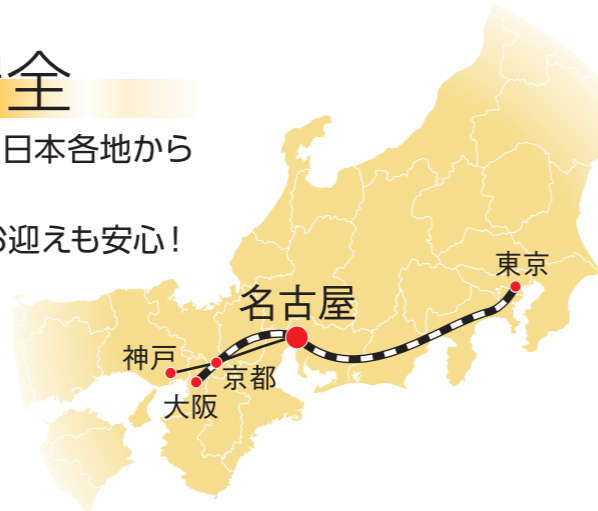 全
日本各地から
お迎えも安心！
東京
名古屋
神戸
京都
大阪